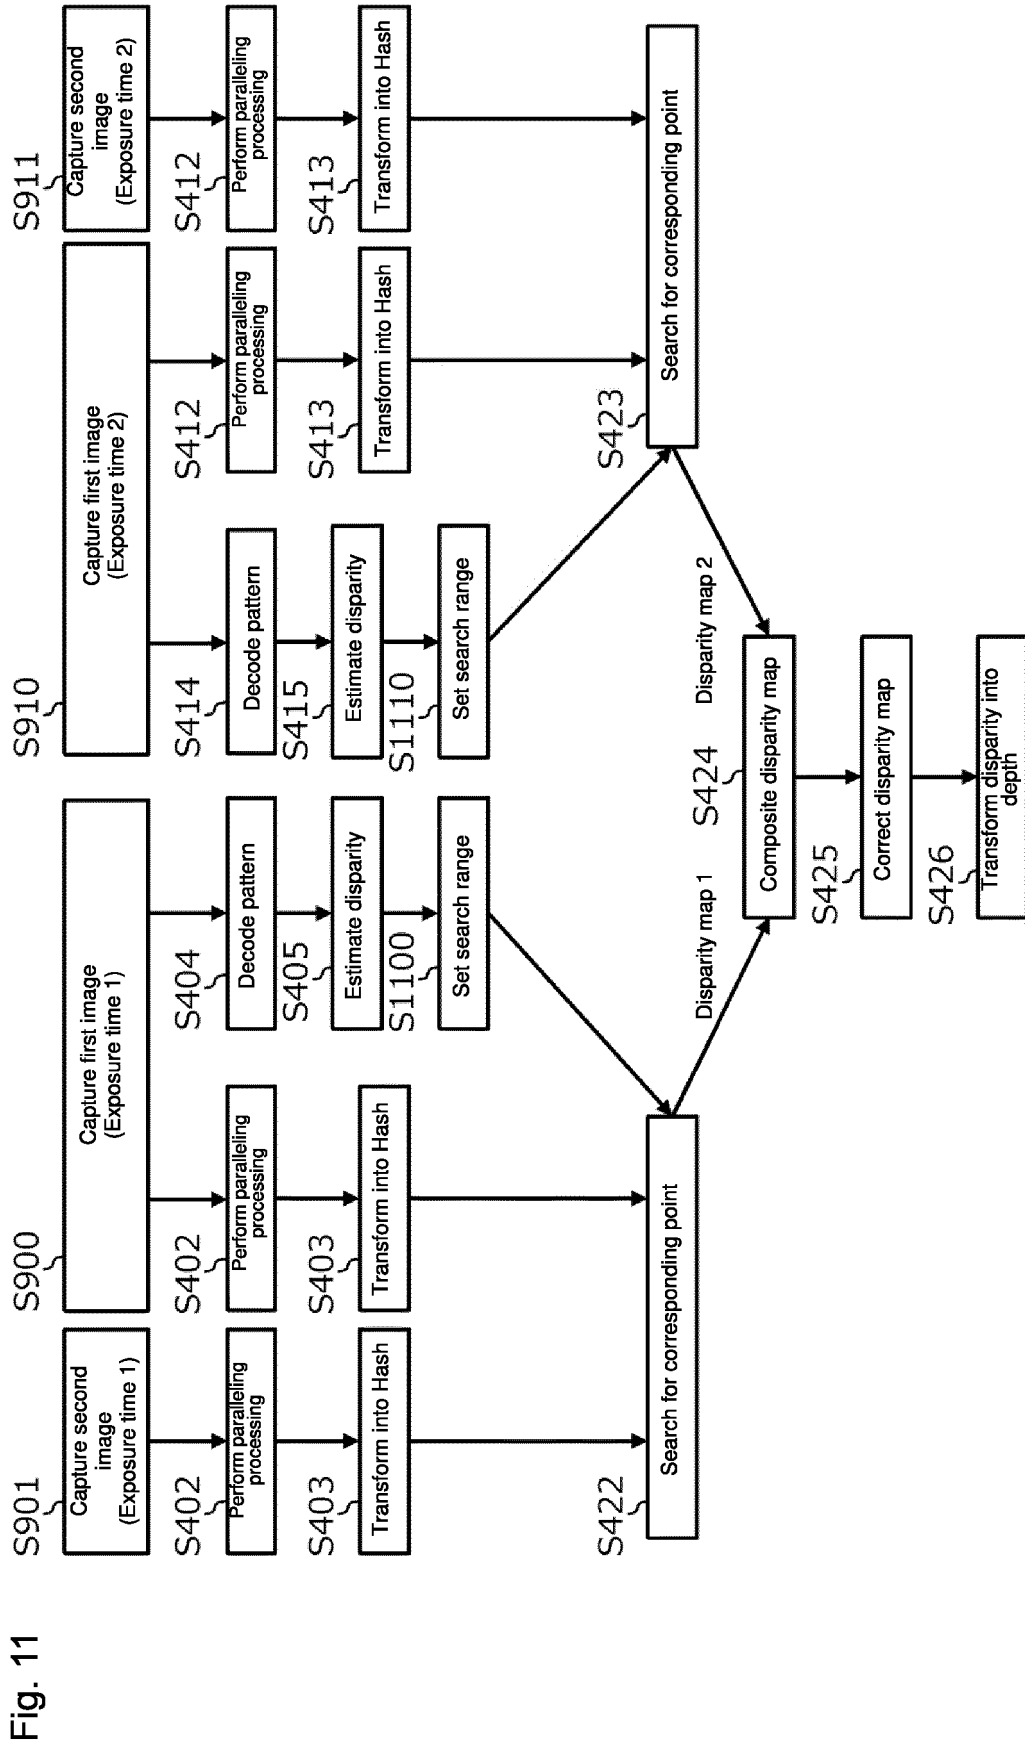 Fig. 11
S901
Capture second
image
(Exposure time 1)
S900
Capture first image
(Exposure time 1)
S910
Capture first image
(Exposure time 2)
S911
Capture second
image
(Exposure time 2)
S402
Perform paralleling
processing
S402
Perform paralleling
processing
S404
Decode pattern
S414
Decode pattern
S412
Perform paralleling
processing
S412
Perform paralleling
processing
S403
Transform into Hash
S403
Transform into Hash
S405
Estimate disparity
S415
Estimate disparity
S413
Transform into Hash
S413
Transform into Hash
S1100
Set search range
S1110
Set search range
S422
Search for corresponding point
S423
Search for corresponding point
Disparity map 1
Disparity map 2
S424
Composite disparity map
S425
Correct disparity map
S426
Transform disparity into
depth